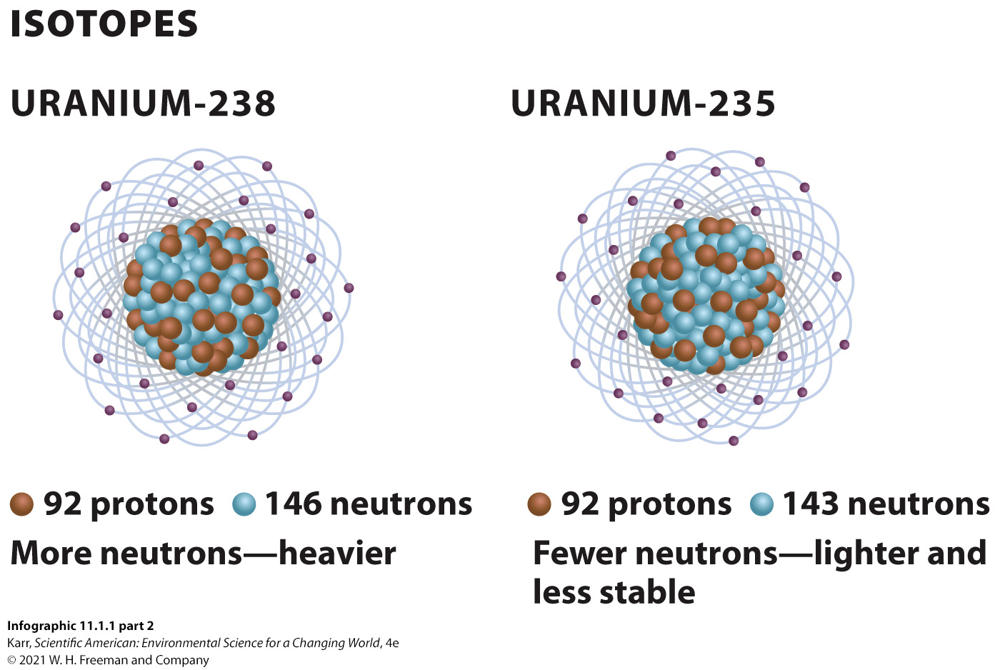 ISOTOPES
URANIUM-238
URANIUM-235
92 protons 146 neutrons
More neutrons—heavier
92 protons 143 neutrons
Fewer neutrons—lighter and
less stable
Infographic 11.1.1 part 2
Karr, Scientific American: Environmental Science for a Changing World, 4e
© 2021 W. H. Freeman and Company